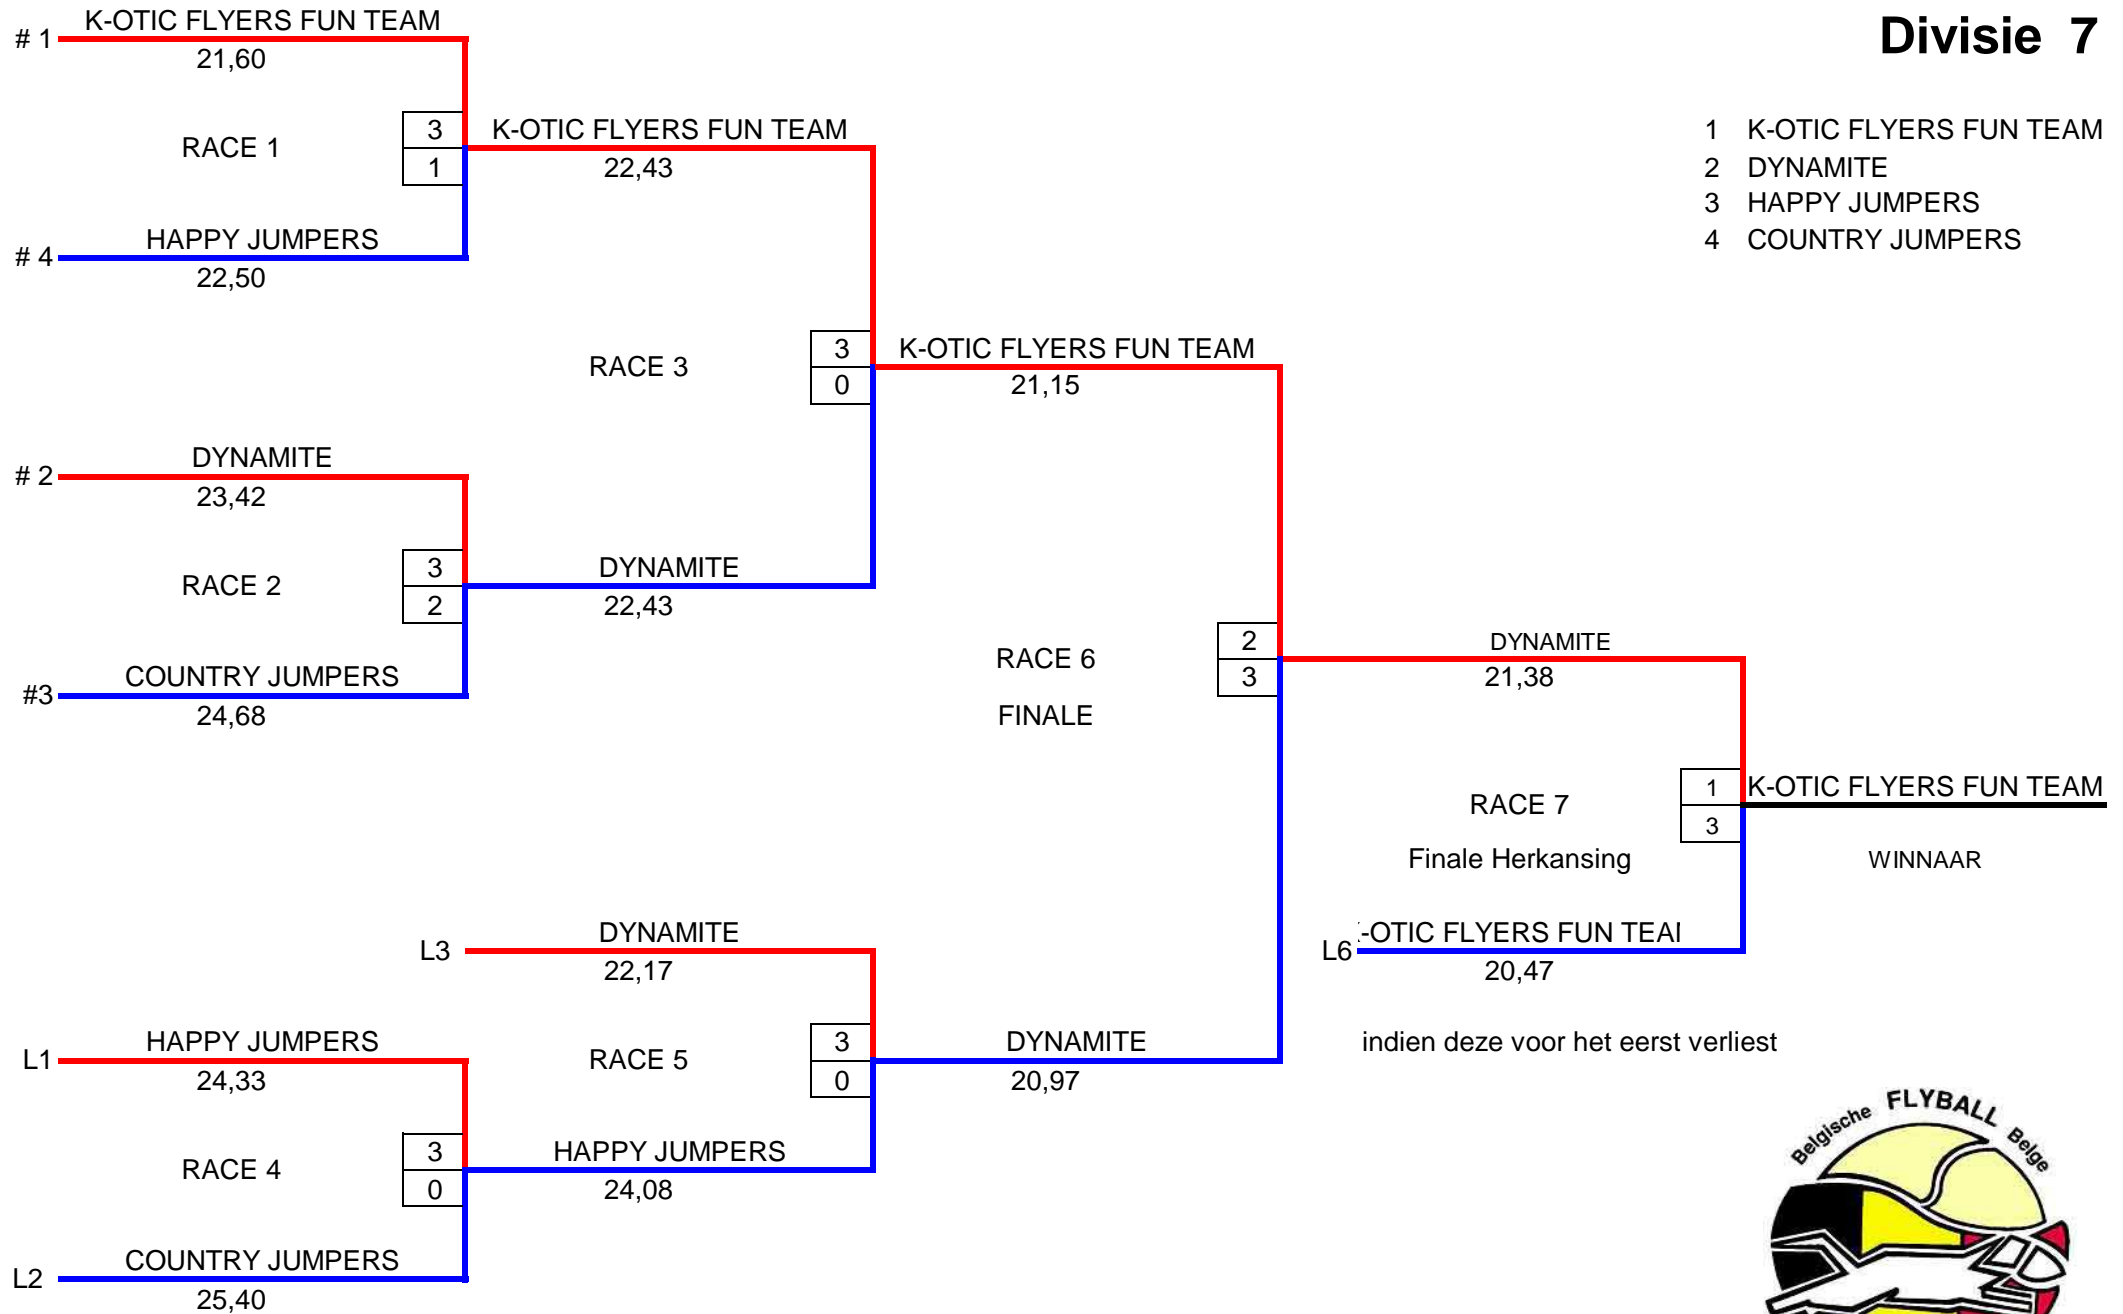 Divisie 7
# 1
K-OTIC FLYERS FUN TEAM
21,60
RACE 1
3
1
HAPPY JUMPERS
# 4
22,50
K-OTIC FLYERS FUN TEAM
22,43
1 K-OTIC FLYERS FUN TEAM
2 DYNAMITE
3 HAPPY JUMPERS
4 COUNTRY JUMPERS
RACE 3
3
0
K-OTIC FLYERS FUN TEAM
21,15
# 2
DYNAMITE
23,42
RACE 2
3
2
DYNAMITE
22,43
#3
COUNTRY JUMPERS
24,68
RACE 6
2
3
FINALE
DYNAMITE
21,38
RACE 7
1
3
Finale Herkansing
K-OTIC FLYERS FUN TEAM
WINNAAR
L6
-OTIC FLYERS FUN TEAI
20,47
indien deze voor het eerst verliest
L3
DYNAMITE
22,17
RACE 5
3
0
DYNAMITE
20,97
L1
HAPPY JUMPERS
24,33
RACE 4
3
0
HAPPY JUMPERS
24,08
L2
COUNTRY JUMPERS
25,40
Belgische FLYBALL Belge